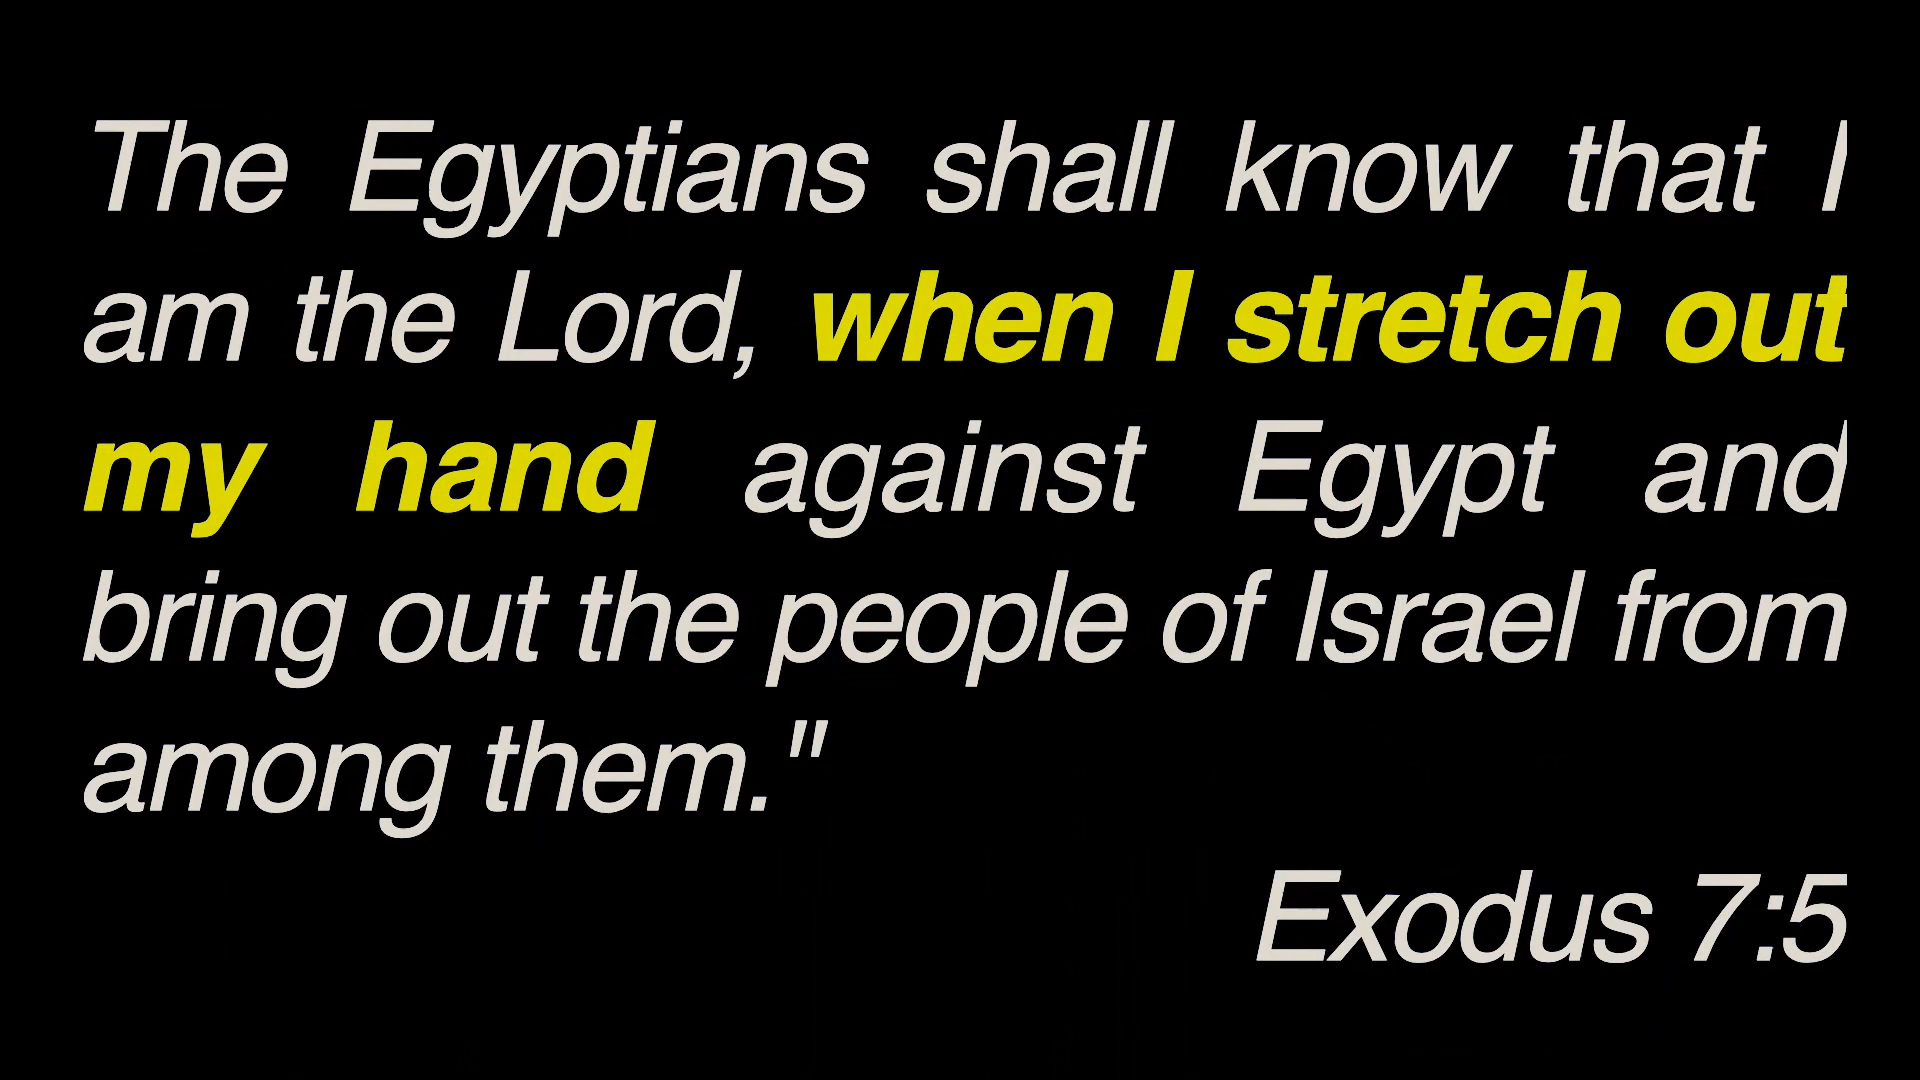 The Egyptians shall know that I
am the Lord, when I stretch out
my hand against Egypt and
bring out the people of Israel from
among them."
Exodus 7:5